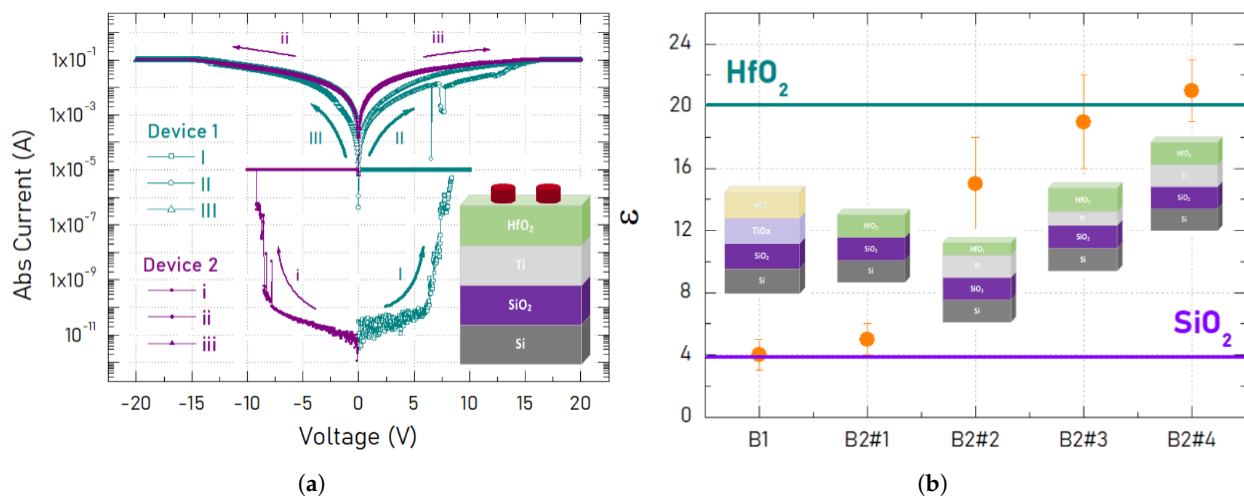 Abs Current (A)
1x10⁻¹
1x10⁻³
1x10⁻⁵
1x10⁻⁷
1x10⁻⁹
10⁻¹¹
ii
iii
Device 1
I
II
III
III
II
Device 2
i
ii
iii
i
I
HfO₂
Ti
SiO₂
Si
−20 −15 −10 −5 0 5 10 15 20
Voltage (V)
(a)
ε
24
20
16
12
8
4
0
HfO₂
SiO₂
HfO₂
TiOx
SiO₂
Si
HfO₂
SiO₂
Si
HfO₂
Ti
SiO₂
Si
HfO₂
Ti
SiO₂
Si
HfO₂
Ti
SiO₂
Si
B1 B2#1 B2#2 B2#3 B2#4
(b)